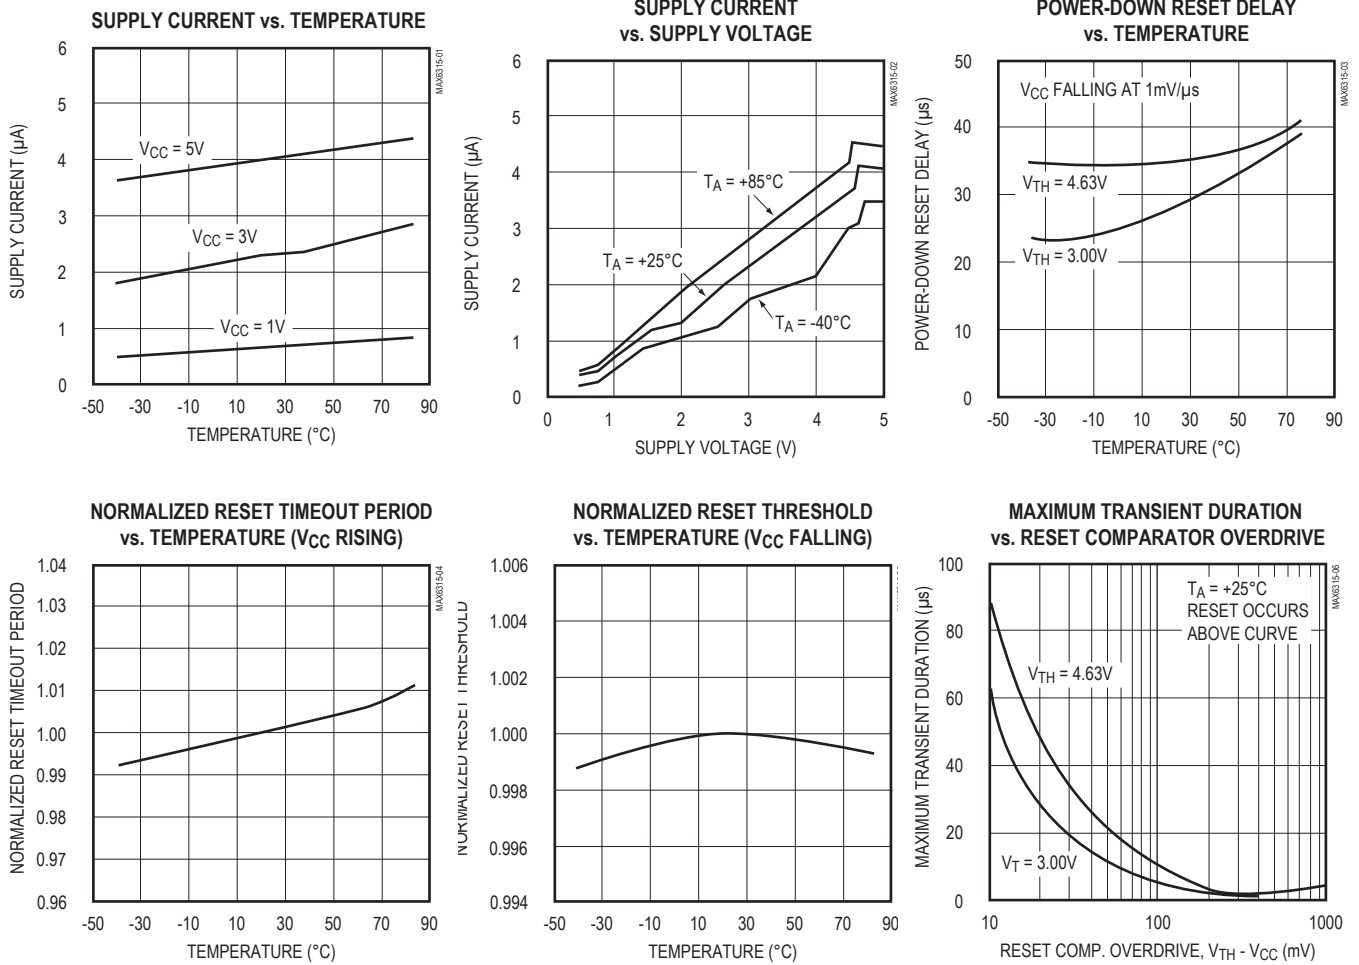 SUPPLY CURRENT vs. TEMPERATURE
6
5
4
3
2
1
0
-50 -30 -10 10 30 50 70 90
SUPPLY CURRENT (µA)
TEMPERATURE (°C)
VCC = 5V
VCC = 3V
VCC = 1V
MAX6315-01
SUPPLY CURRENT
vs. SUPPLY VOLTAGE
6
5
4
3
2
1
0
0 1 2 3 4 5
SUPPLY CURRENT (µA)
SUPPLY VOLTAGE (V)
TA = +85°C
TA = +25°C
TA = -40°C
MAX6315-02
POWER-DOWN RESET DELAY
vs. TEMPERATURE
50
40
30
20
10
0
-50 -30 -10 10 30 50 70 90
POWER-DOWN RESET DELAY (µs)
TEMPERATURE (°C)
VCC FALLING AT 1mV/µs
VTH = 4.63V
VTH = 3.00V
MAX6315-03
NORMALIZED RESET TIMEOUT PERIOD
vs. TEMPERATURE (VCC RISING)
1.04
1.03
1.02
1.01
1.00
0.99
0.98
0.97
0.96
-50 -30 -10 10 30 50 70 90
NORMALIZED RESET TIMEOUT PERIOD
TEMPERATURE (°C)
MAX6315-04
NORMALIZED RESET THRESHOLD
vs. TEMPERATURE (VCC FALLING)
1.006
1.004
1.002
1.000
0.998
0.996
0.994
-50 -30 -10 10 30 50 70 90
NORMALIZED RESET THRESHOLD
TEMPERATURE (°C)
MAXIMUM TRANSIENT DURATION
vs. RESET COMPARATOR OVERDRIVE
100
80
60
40
20
0
10 100 1000
MAXIMUM TRANSIENT DURATION (µs)
RESET COMP. OVERDRIVE, VTH - VCC (mV)
TA = +25°C
RESET OCCURS
ABOVE CURVE
VTH = 4.63V
VT = 3.00V
MAX6315-06